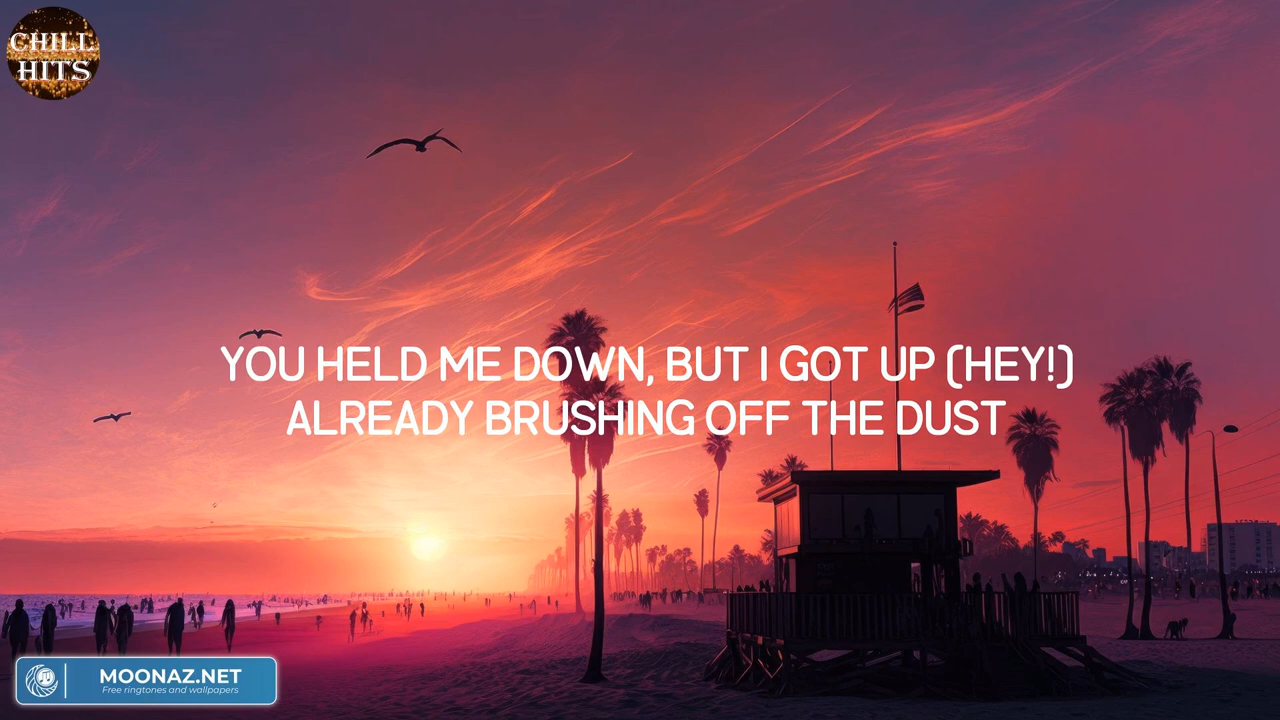 CHILL
HITS
YOU HELD ME DOWN, BUT I GOT UP (HEY!)
ALREADY BRUSHING OFF THE DUST
MOONAZ.NET
Free ringtones and wallpapers